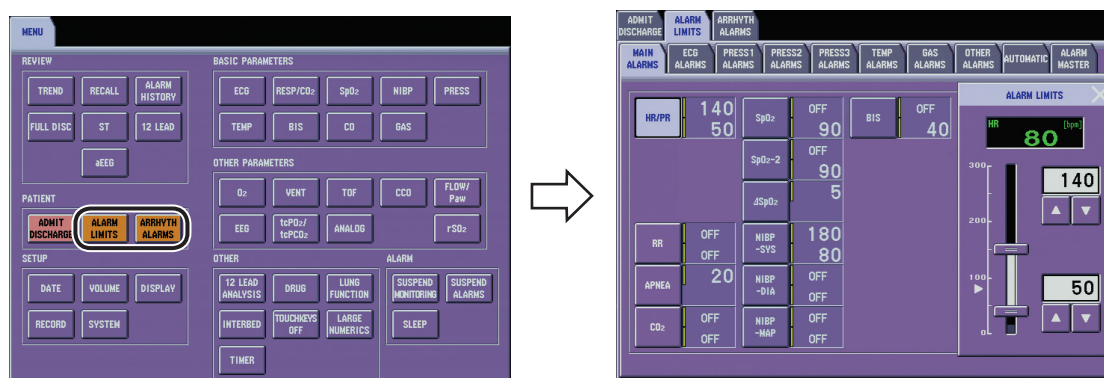 MENU
REVIEW
TREND RECALL ALARM HISTORY
FULL DISC ST 12 LEAD
aEEG
PATIENT
ADMIT DISCHARGE ALARM LIMITS ARRHYTH ALARMS
SETUP
DATE VOLUME DISPLAY
RECORD SYSTEM
BASIC PARAMETERS
ECG RESP/CO2 SpO2 NIBP PRESS
TEMP BIS CO GAS
OTHER PARAMETERS
O2 VENT TOF CCO FLOW/Paw
EEG tcPO2/tcPCO2 ANALOG rSO2
OTHER
12 LEAD ANALYSIS DRUG LUNG FUNCTION
INTERBED TOUCHKEYS OFF LARGE NUMERICS
TIMER
ALARM
SUSPEND MONITORING SUSPEND ALARMS
SLEEP
ADMIT DISCHARGE ALARM LIMITS ARRHYTH ALARMS
MAIN ALARMS ECG ALARMS PRESS1 ALARMS PRESS2 ALARMS PRESS3 ALARMS TEMP ALARMS GAS ALARMS OTHER ALARMS AUTOMATIC ALARM MASTER
HR/PR 140 50
RR OFF OFF
APNEA 20
CO2 OFF OFF
SpO2 OFF 90
SpO2-2 OFF 90
ΔSpO2 5
NIBP -SYS 180 80
NIBP -DIA OFF OFF
NIBP -MAP OFF OFF
BIS OFF 40
ALARM LIMITS
HR 80 [bpm]
300
200
100
0
140
50